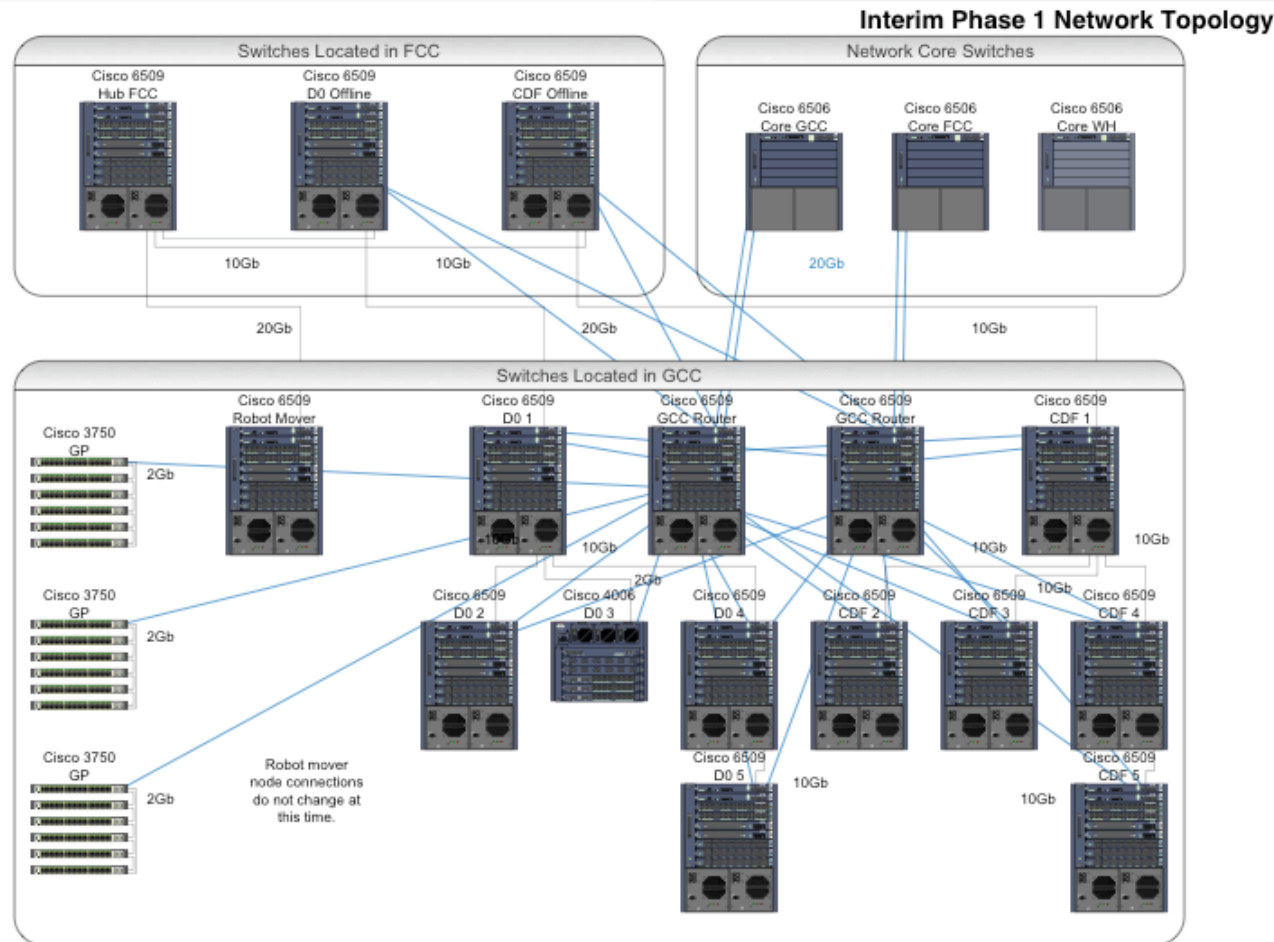 Interim Phase 1 Network Topology
Switches Located in FCC
Network Core Switches
Cisco 6509
Hub FCC
Cisco 6509
D0 Offline
Cisco 6509
CDF Offline
Cisco 6506
Core GCC
Cisco 6506
Core FCC
Cisco 6506
Core WH
10Gb
10Gb
20Gb
20Gb
20Gb
10Gb
Switches Located in GCC
Cisco 3750
GP
2Gb
Cisco 6509
Robot Mover
Cisco 6509
D0 1
Cisco 6509
GCC Router
Cisco 6509
GCC Router
Cisco 6509
CDF 1
10Gb
10Gb
10Gb
2Gb
10Gb
10Gb
Cisco 3750
GP
2Gb
Cisco 6509
D0 2
Cisco 4006
D0 3
Cisco 6509
D0 4
Cisco 6509
CDF 2
Cisco 6509
CDF 3
Cisco 6509
CDF 4
Cisco 3750
GP
2Gb
Robot mover
node connections
do not change at
this time.
Cisco 6509
D0 5
10Gb
10Gb
Cisco 6509
CDF 5